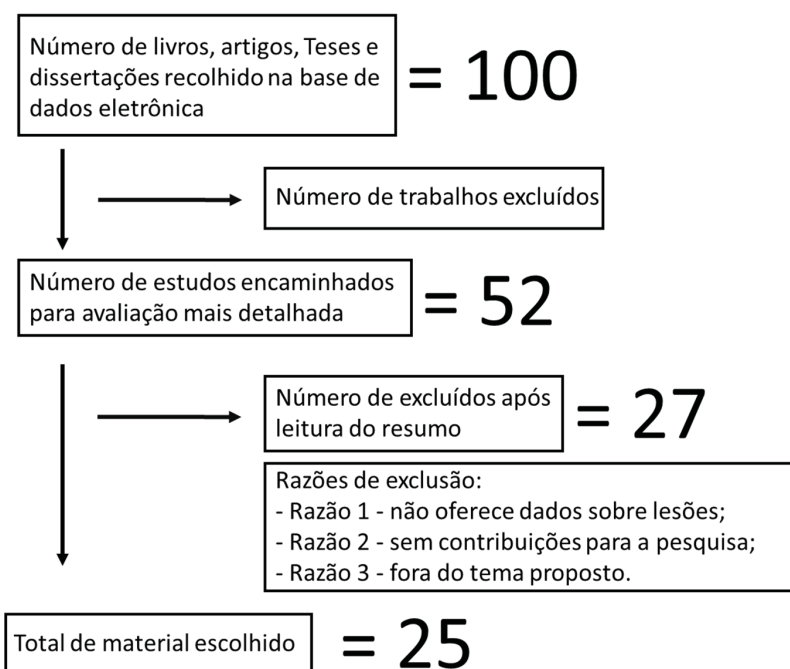 Número de livros, artigos, Teses e
dissertações recolhido na base de
dados eletrônica
= 100
Número de trabalhos excluídos
Número de estudos encaminhados
para avaliação mais detalhada
= 52
Número de excluídos após
leitura do resumo
= 27
Razões de exclusão:
- Razão 1 - não oferece dados sobre lesões;
- Razão 2 - sem contribuições para a pesquisa;
- Razão 3 - fora do tema proposto.
Total de material escolhido
= 25